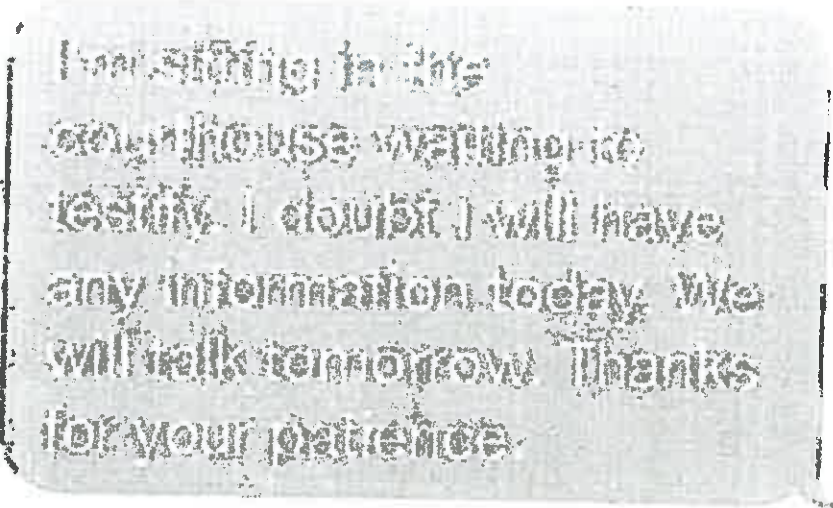 I'm sitting in the
courthouse waiting to
testify. I doubt I will have
any information today. We
will talk tomorrow. Thanks
for your patience.